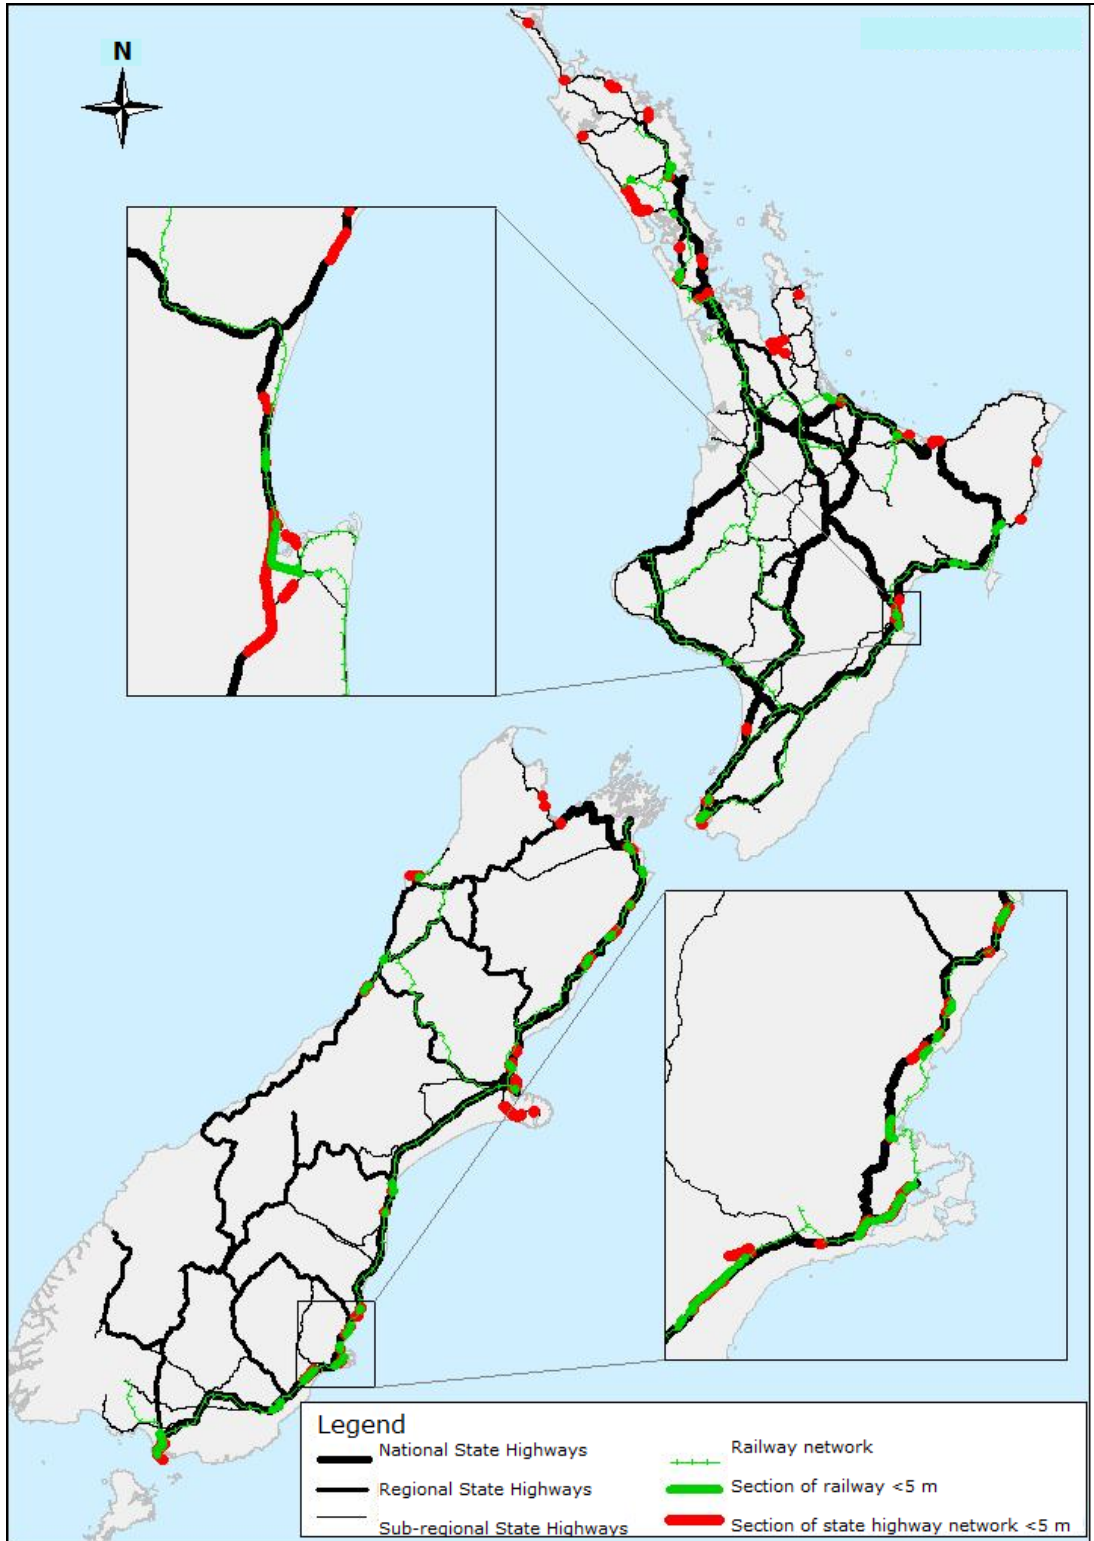 N
Legend
National State Highways
Regional State Highways
Sub-regional State Highways
Railway network
Section of railway <5 m
Section of state highway network <5 m